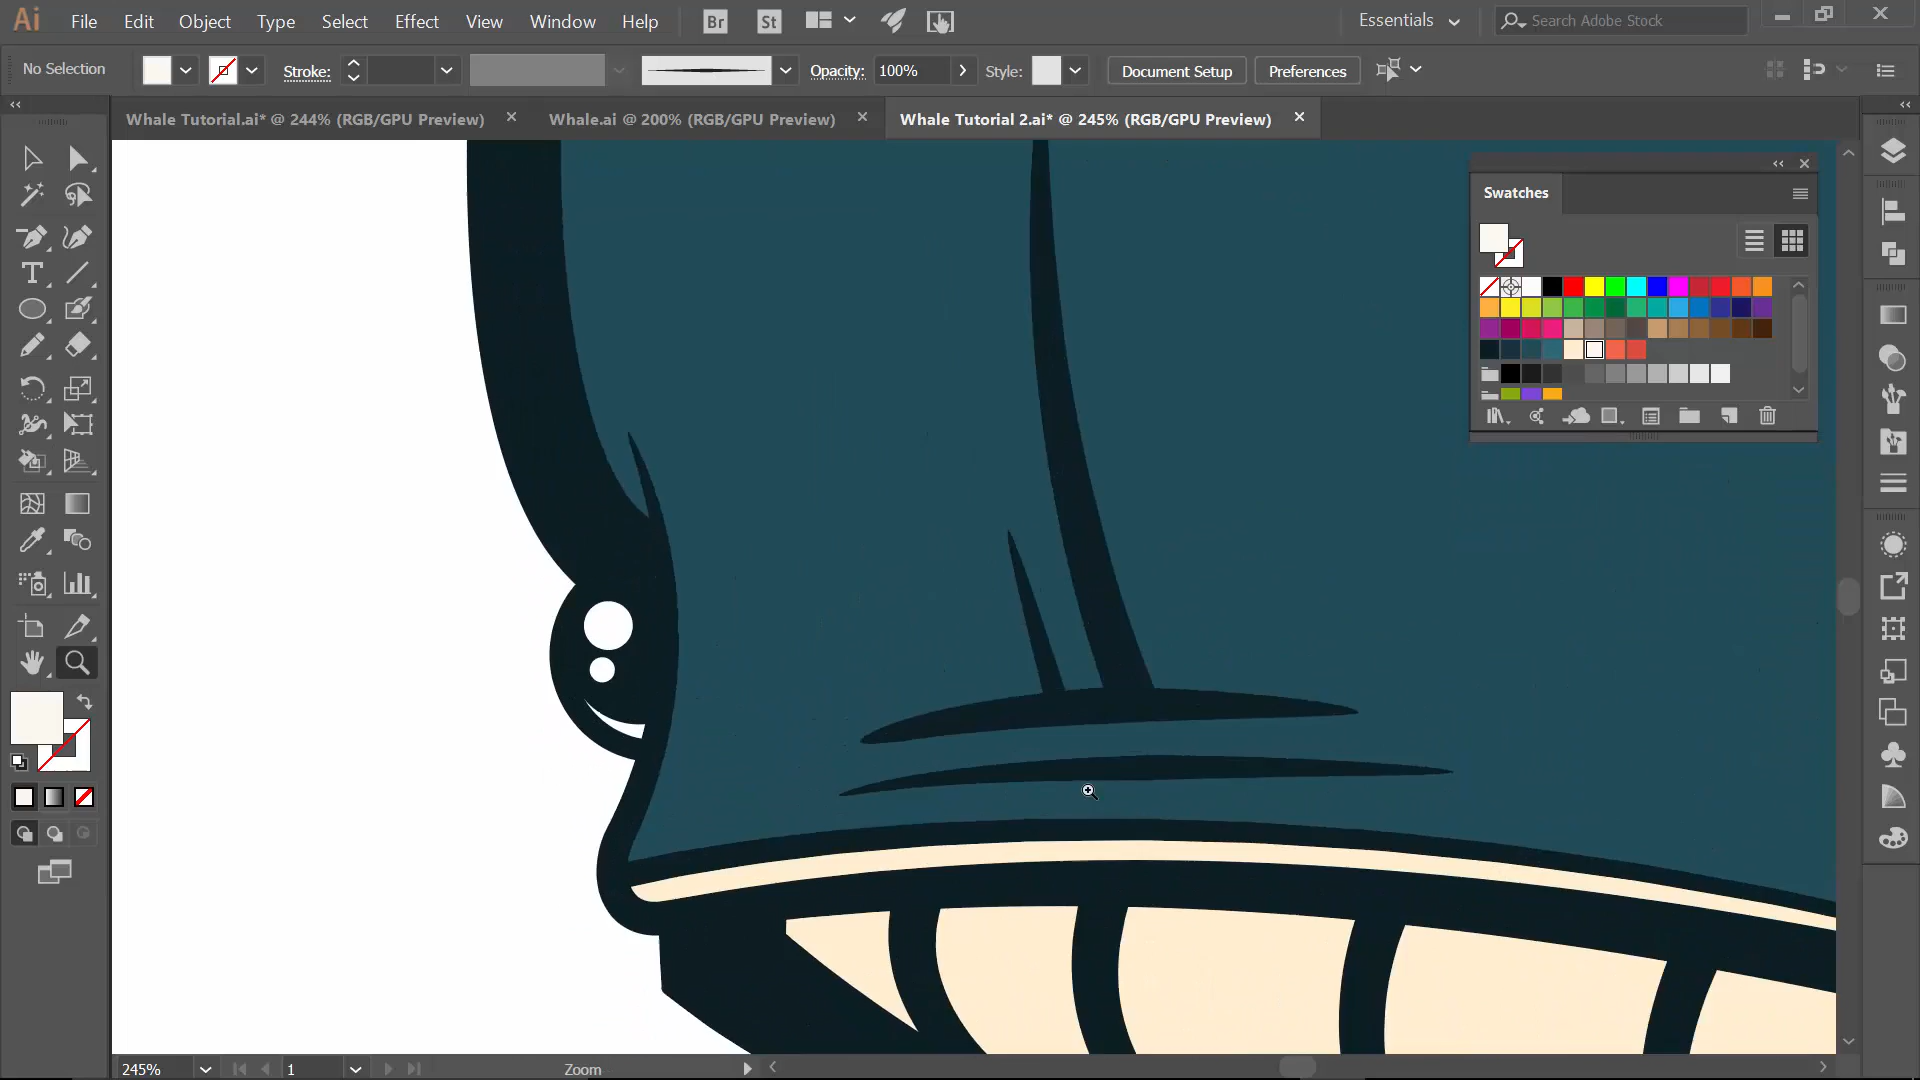 Ai File Edit Object Type Select Effect View Window Help Br St Essentials Search Adobe Stock
No Selection Stroke: Opacity: 100% Style: Document Setup Preferences
Whale Tutorial.ai* @ 244% (RGB/GPU Preview) Whale.ai @ 200% (RGB/GPU Preview) Whale Tutorial 2.ai* @ 245% (RGB/GPU Preview)
Swatches
245% 1 Zoom